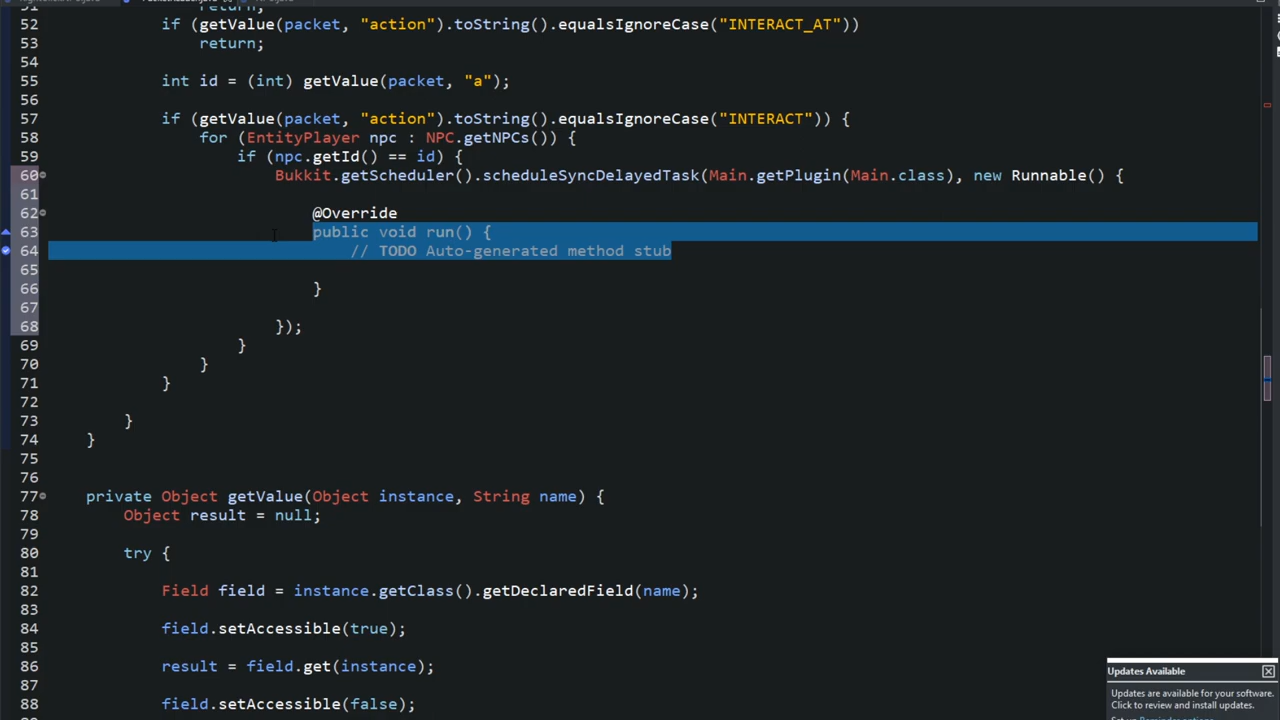 52 if (getValue(packet, "action").toString().equalsIgnoreCase("INTERACT_AT"))
53 return;
54
55 int id = (int) getValue(packet, "a");
56
57 if (getValue(packet, "action").toString().equalsIgnoreCase("INTERACT")) {
58 for (EntityPlayer npc : NPC.getNPCs()) {
59 if (npc.getId() == id) {
60 Bukkit.getScheduler().scheduleSyncDelayedTask(Main.getPlugin(Main.class), new Runnable() {
61
62 @Override
63 public void run() {
64 // TODO Auto-generated method stub
65
66 }
67
68 });
69 }
70 }
71 }
72
73 }
74 }
75
76
77 private Object getValue(Object instance, String name) {
78 Object result = null;
79
80 try {
81
82 Field field = instance.getClass().getDeclaredField(name);
83
84 field.setAccessible(true);
85
86 result = field.get(instance);
87
88 field.setAccessible(false);
Updates Available
Updates are available for your software.
Click to review and install updates.